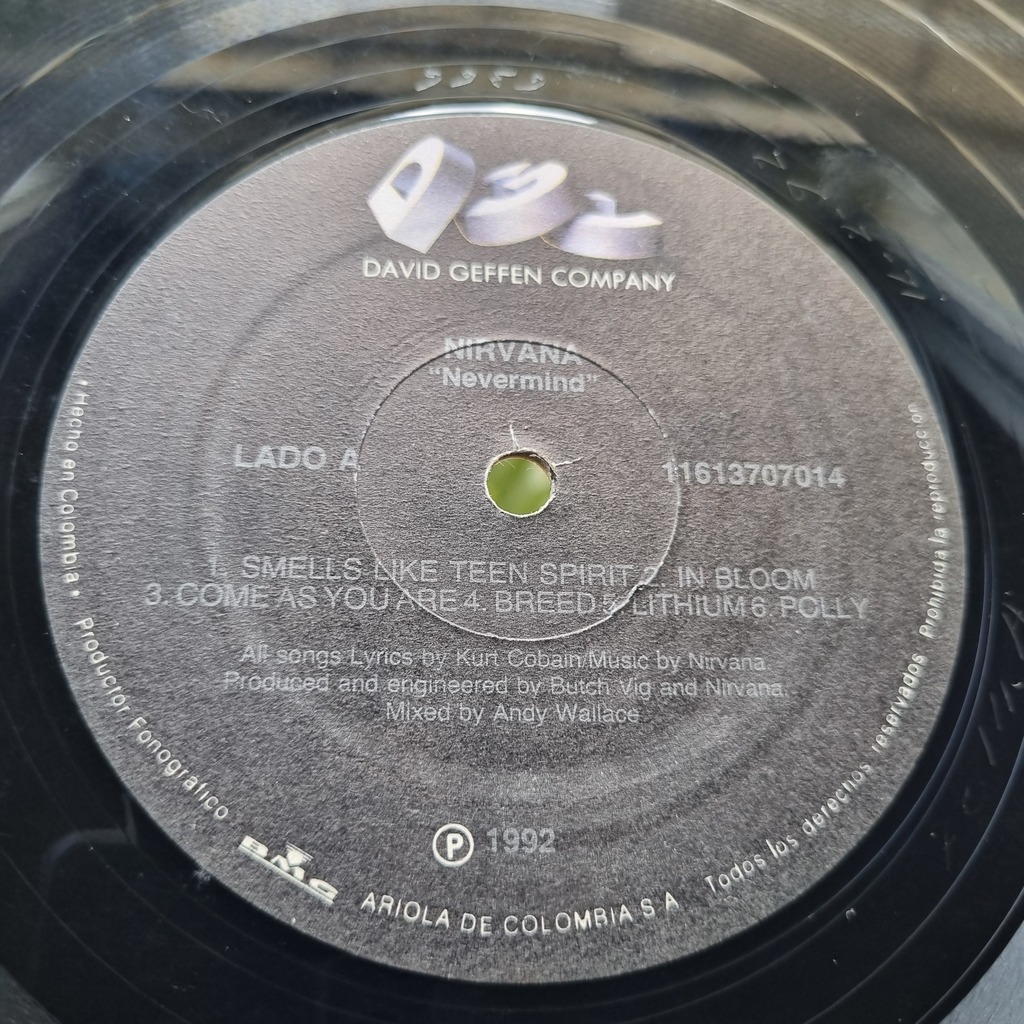 DGC
DAVID GEFFEN COMPANY
NIRVANA
"Nevermind"
LADO A
11613707014
1. SMELLS LIKE TEEN SPIRIT 2. IN BLOOM
3. COME AS YOU ARE 4. BREED 5. LITHIUM 6. POLLY
All songs Lyrics by Kurt Cobain/Music by Nirvana.
Produced and engineered by Butch Vig and Nirvana.
Mixed by Andy Wallace
℗ 1992
• Hecho en Colombia • Productor Fonográfico BMG ARIOLA DE COLOMBIA S A Todos los derechos reservados Prohibida la reproduccion